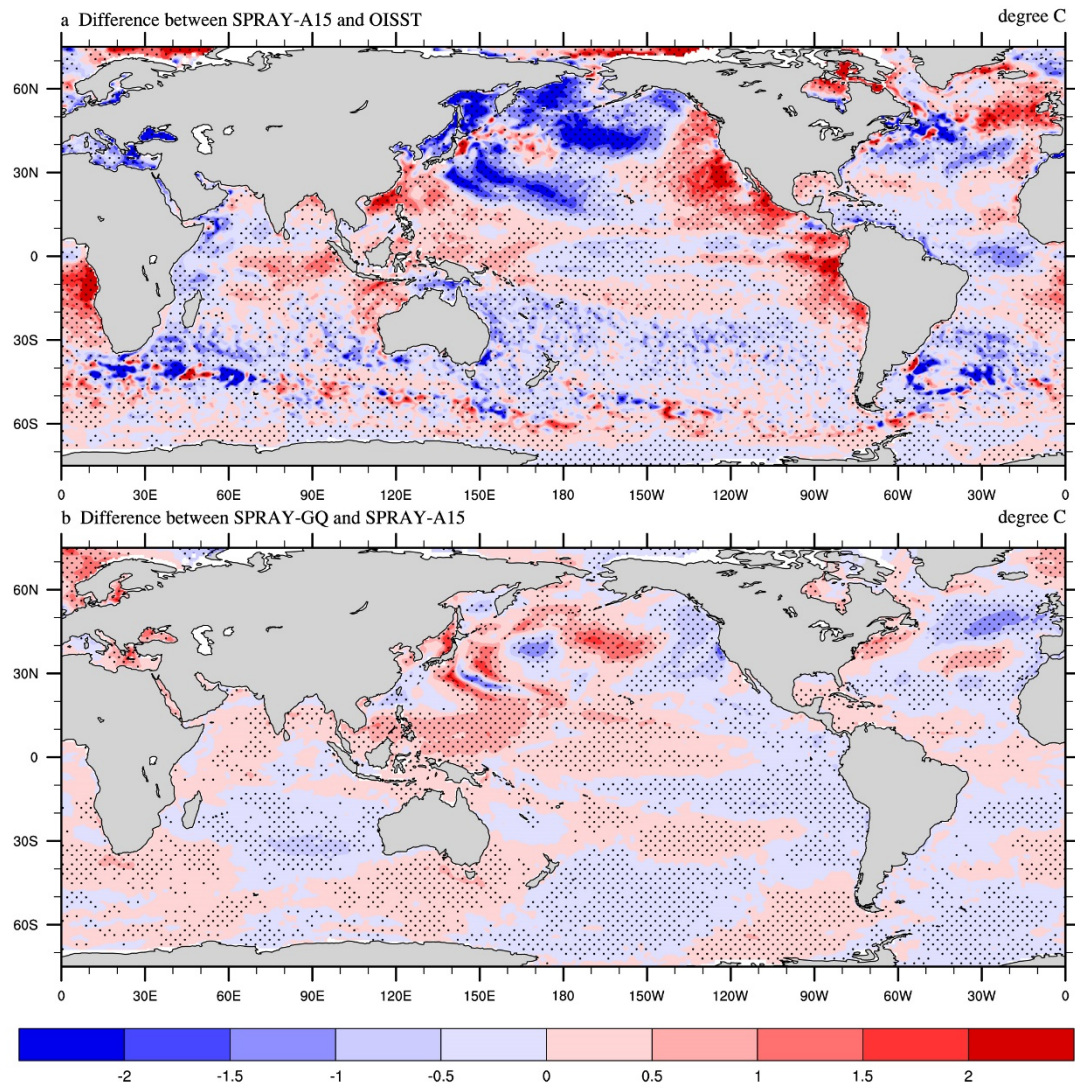 a Difference between SPRAY-A15 and OISST degree C
60N
30N
0
30S
60S
0 30E 60E 90E 120E 150E 180 150W 120W 90W 60W 30W 0
b Difference between SPRAY-GQ and SPRAY-A15 degree C
60N
30N
0
30S
60S
0 30E 60E 90E 120E 150E 180 150W 120W 90W 60W 30W 0
-2 -1.5 -1 -0.5 0 0.5 1 1.5 2